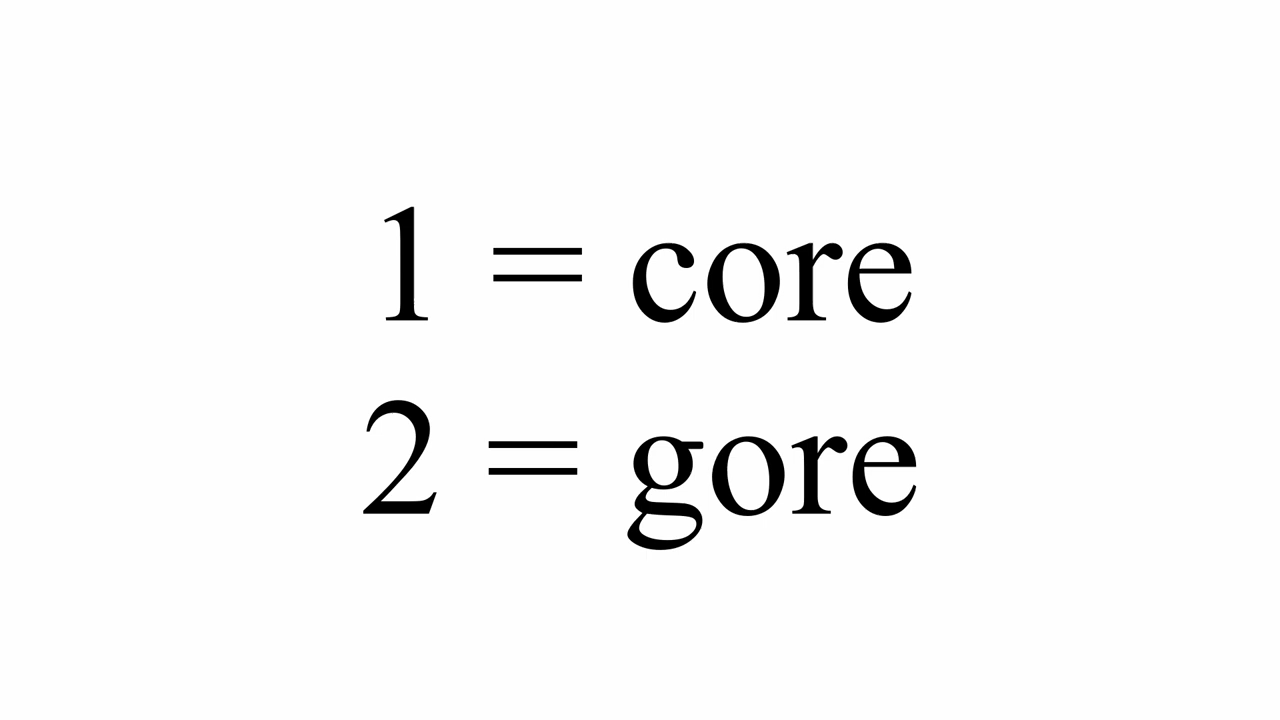 1 = core
2 = gore